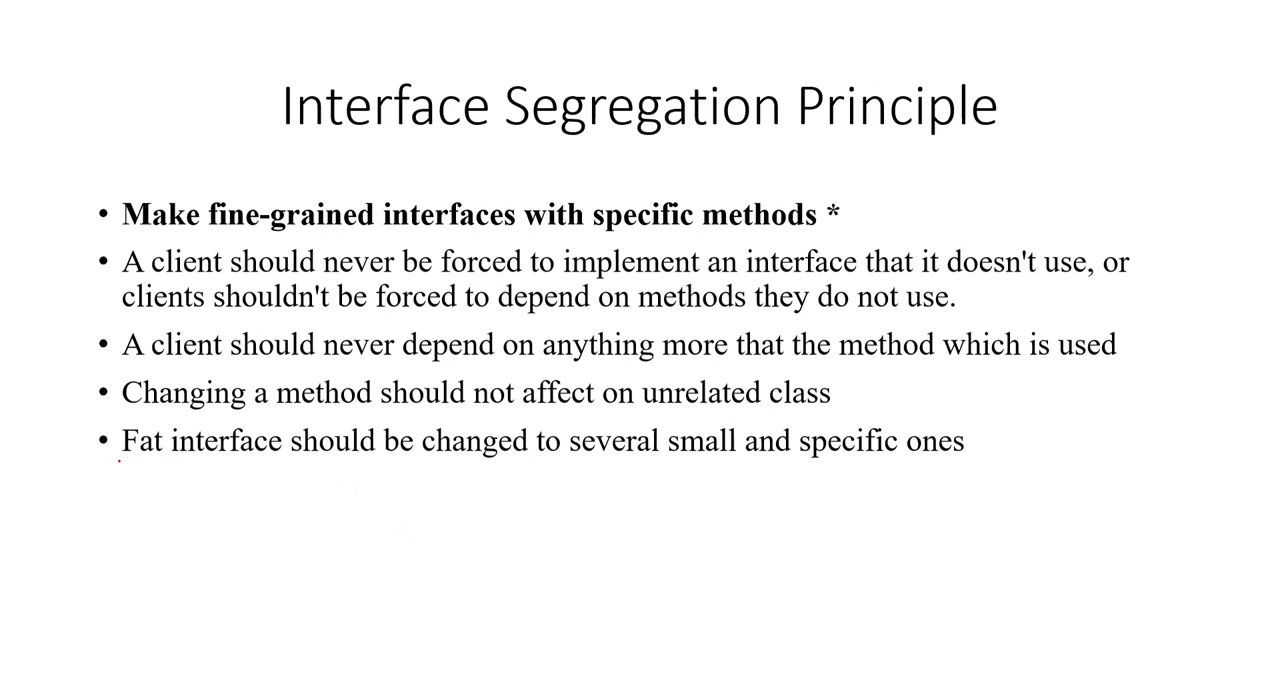 Interface Segregation Principle
• Make fine-grained interfaces with specific methods *
• A client should never be forced to implement an interface that it doesn't use, or
clients shouldn't be forced to depend on methods they do not use.
• A client should never depend on anything more that the method which is used
• Changing a method should not affect on unrelated class
• Fat interface should be changed to several small and specific ones